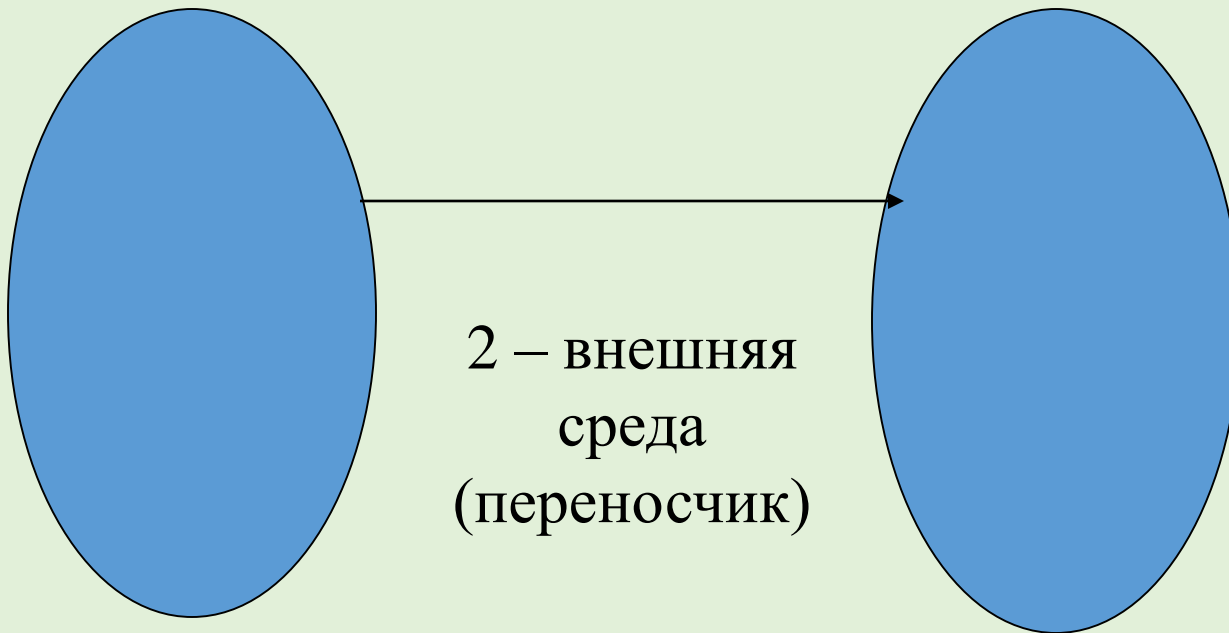 2 – внешняя
среда
(переносчик)